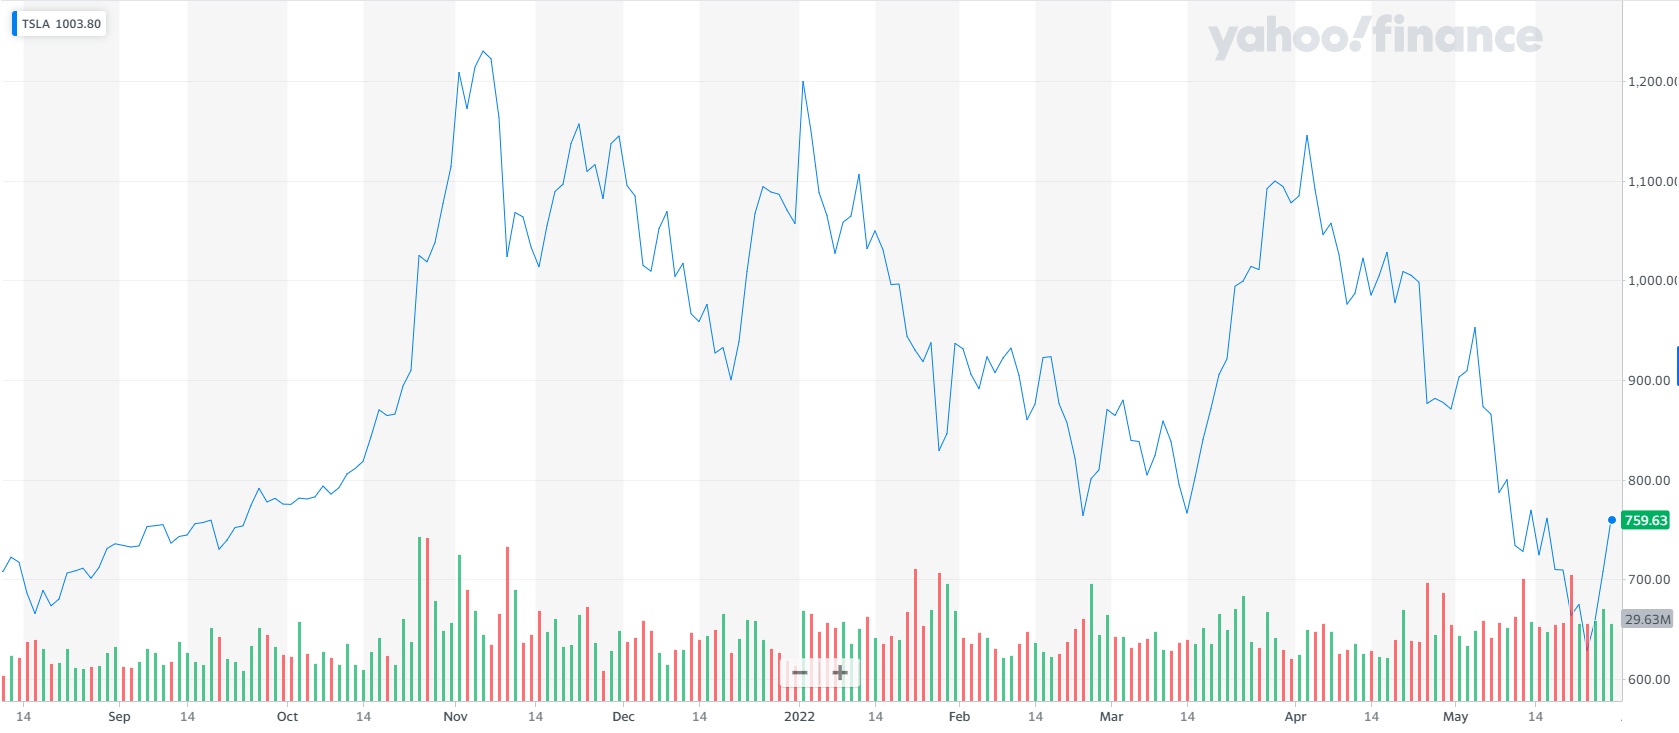 TSLA 1003.80
yahoo!finance
1,200.00
1,100.00
1,000.00
900.00
800.00
759.63
700.00
29.63M
600.00
14 Sep 14 Oct 14 Nov 14 Dec 14 2022 14 Feb 14 Mar 14 Apr 14 May 14